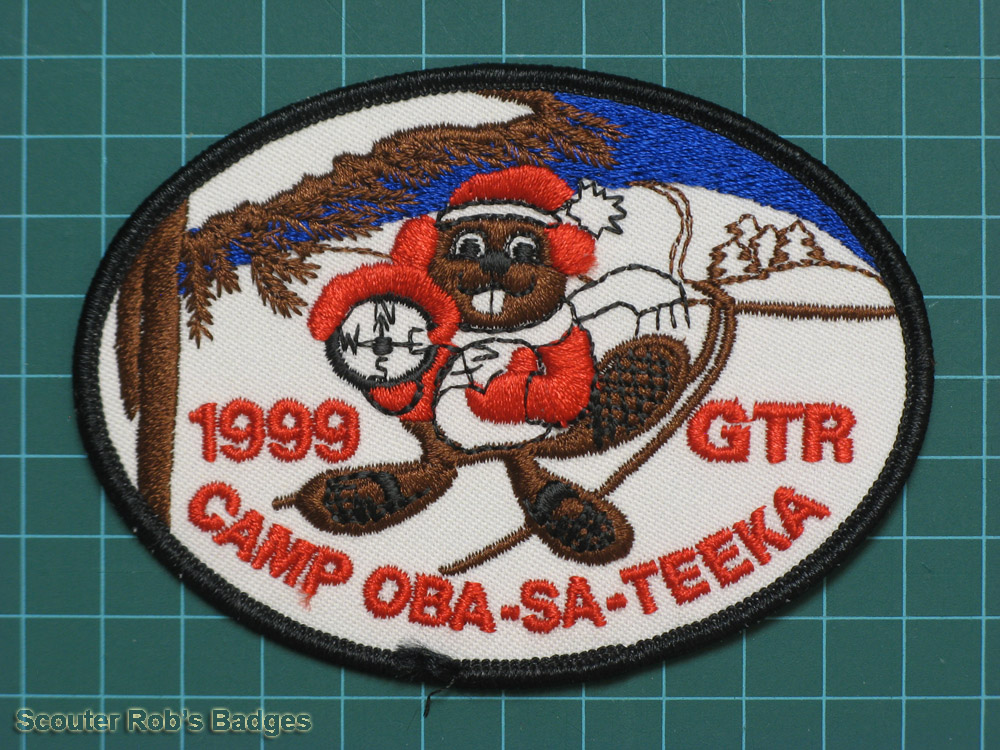 N
W E
S
1999 GTR
CAMP OBA-SA-TEEKA
Scouter Rob's Badges